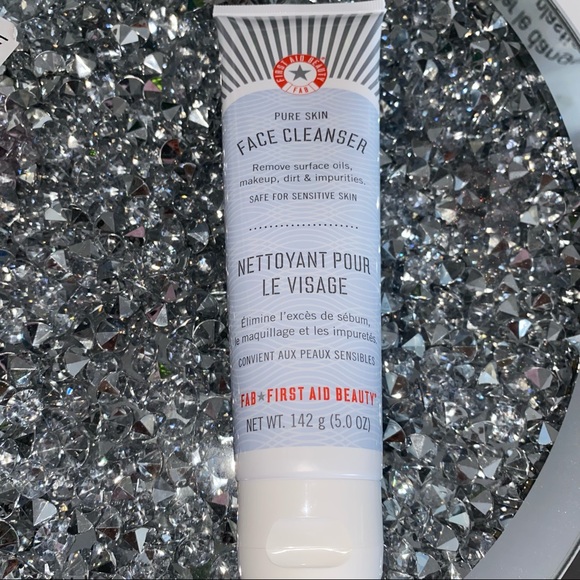 FIRST AID BEAUTY
FAB
PURE SKIN
FACE CLEANSER
Remove surface oils,
makeup, dirt & impurities.
SAFE FOR SENSITIVE SKIN
NETTOYANT POUR
LE VISAGE
Élimine l'excès de sébum,
le maquillage et les impuretés.
CONVIENT AUX PEAUX SENSIBLES
FAB★FIRST AID BEAUTY®
NET WT. 142 g (5.0 OZ)